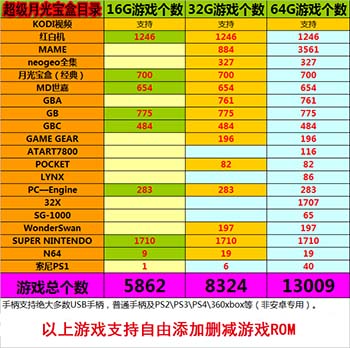 超级月光宝盒目录 16G游戏个数 32G游戏个数 64G游戏个数
KODI视频 支持 支持 支持
红白机 1246 1246 1246
MAME 884 3561
neogeo全集 148 148
月光宝盒（经典） 700 700 700
MD世嘉 654 654 654
GBA 761 761
GB 775 775 775
GBC 484 484 484
GAME GEAR 196 196
ATART7800 116
POCKET 82 82
LYNX 86
PC—Engine 283 283 283
32X 1707
SG-1000 65
WonderSwan 197 197
SUPER NINTENDO 1710 1710 1710
N64 9 19 19
索尼PS1 1 6 40
游戏总个数 5862 8324 13009
手柄支持绝大多数USB手柄，普通手柄及PS2\PS3\PS4\360xbox等（非安卓专用）。
以上游戏支持自由添加删减游戏ROM